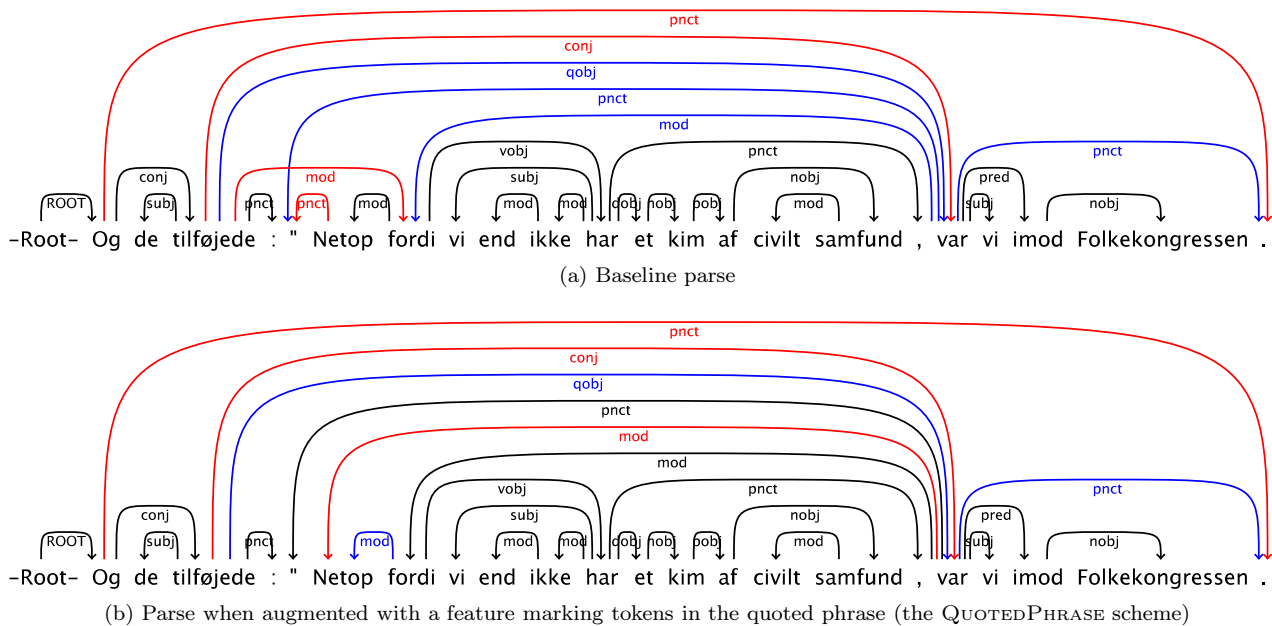 pnct
conj
qobj
pnct
mod
vobj pnct pnct
conj mod subj nobj pred
ROOT subj pnct pnct mod mod mod dobj nobj pobj mod subj nobj
–Root– Og de tilføjede : " Netop fordi vi end ikke har et kim af civilt samfund , var vi imod Folkekongressen .
(a) Baseline parse
pnct
conj
qobj
pnct
mod
mod
vobj pnct pnct
conj subj nobj pred
ROOT subj pnct mod mod mod dobj nobj pobj mod subj nobj
–Root– Og de tilføjede : " Netop fordi vi end ikke har et kim af civilt samfund , var vi imod Folkekongressen .
(b) Parse when augmented with a feature marking tokens in the quoted phrase (the QUOTEDPHRASE scheme)